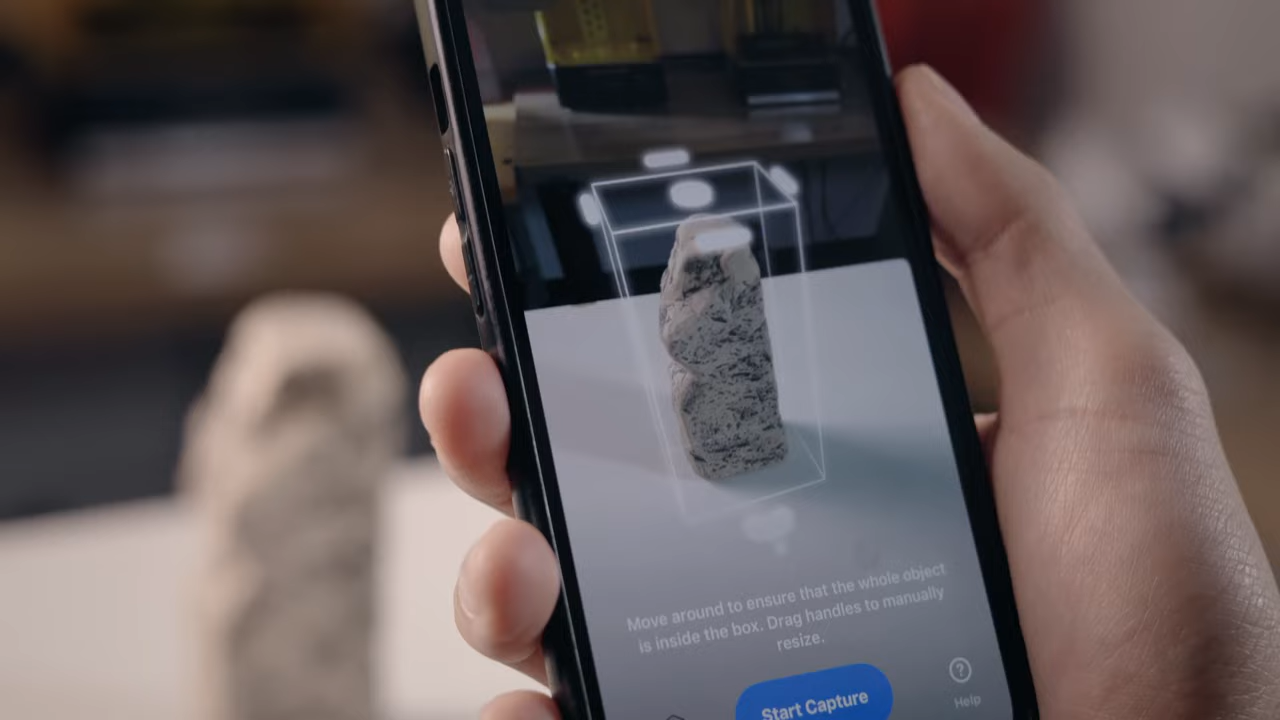 Move around to ensure that the whole object
is inside the box. Drag handles to manually
resize.
Start Capture
Help